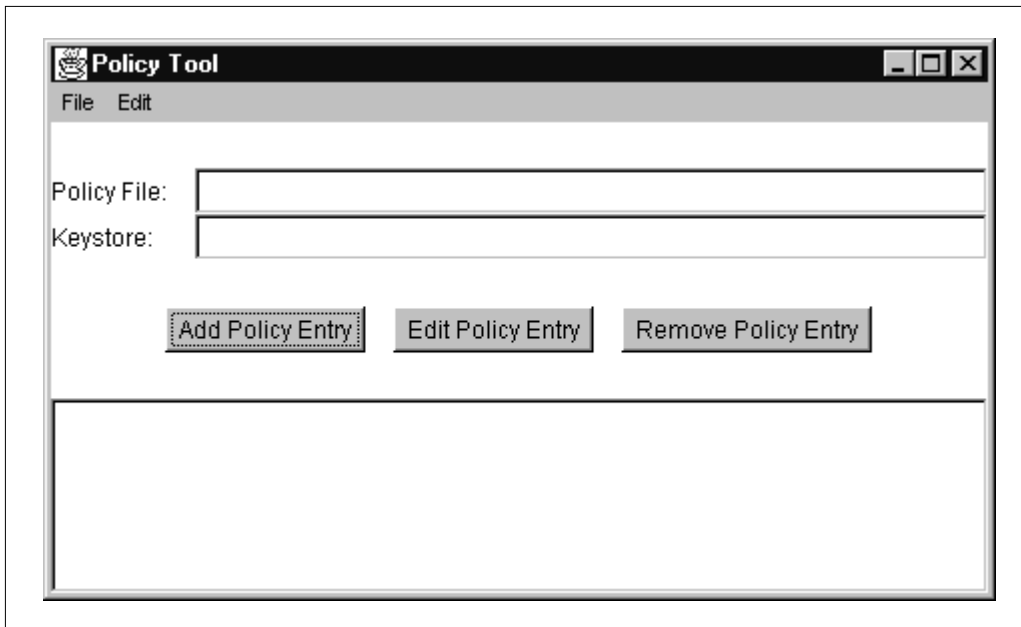 Policy Tool
File Edit
Policy File:
Keystore:
Add Policy Entry Edit Policy Entry Remove Policy Entry